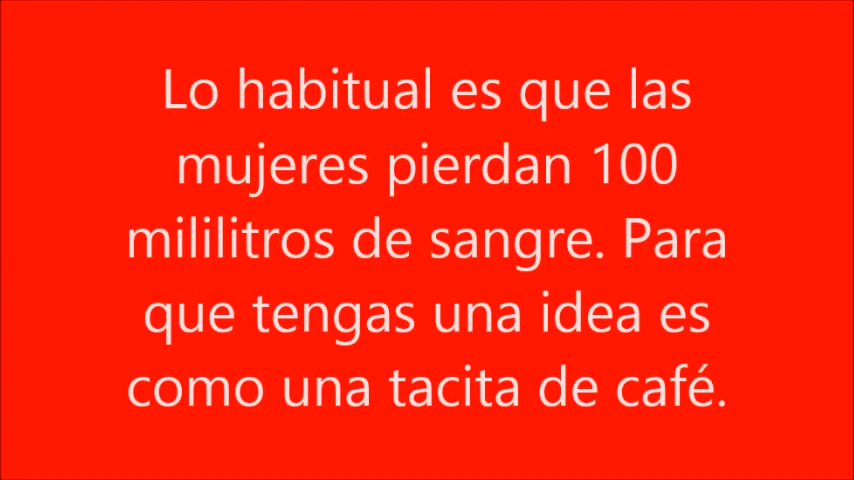 Lo habitual es que las
mujeres pierdan 100
mililitros de sangre. Para
que tengas una idea es
como una tacita de café.